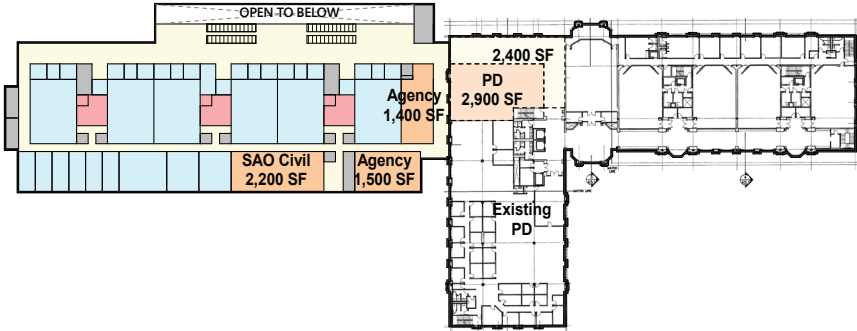 OPEN TO BELOW
2,400 SF
PD
2,900 SF
Agency
1,400 SF
SAO Civil
2,200 SF
Agency
1,500 SF
Existing
PD